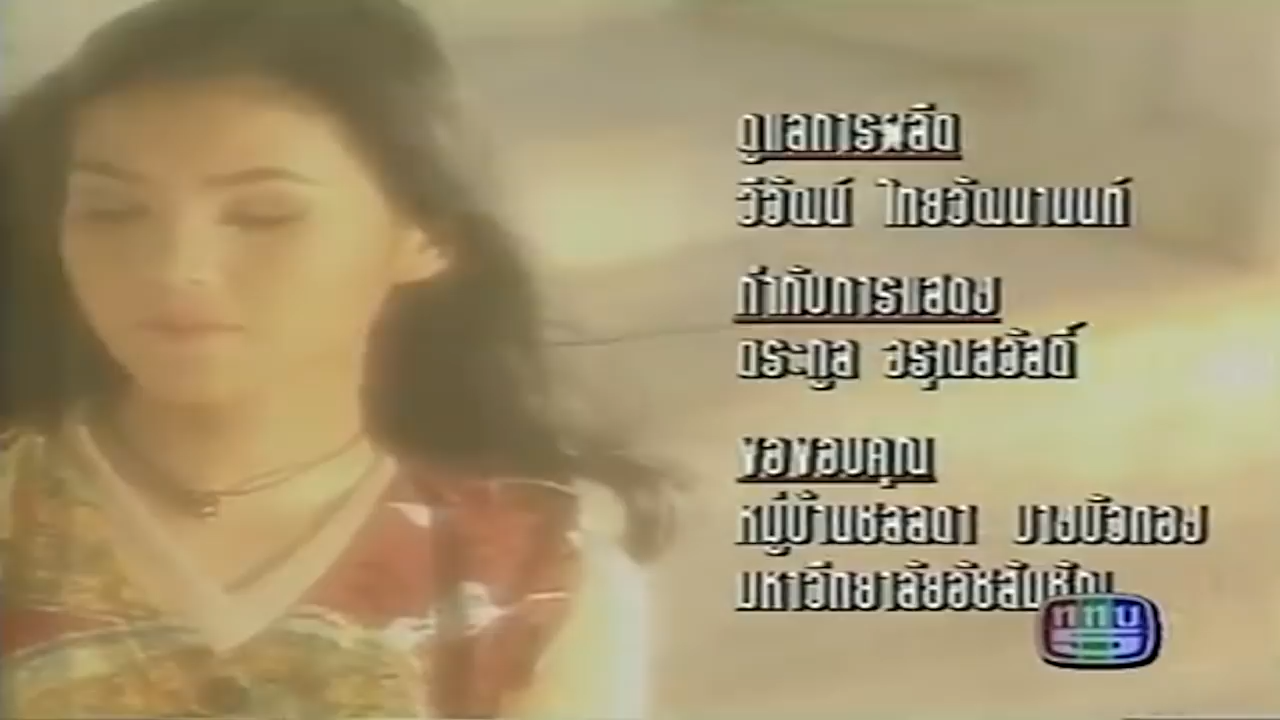 ดูแลการผลิต
วิวัฒน์ ไทยวัฒนานนท์
กำกับการแสดง
ตระกูล อรุณสวัสดิ์
ขอขอบคุณ
หมู่บ้านชลลดา บางบัวทอง
มหาวิทยาลัยอัสสัมชัญ
ททบ